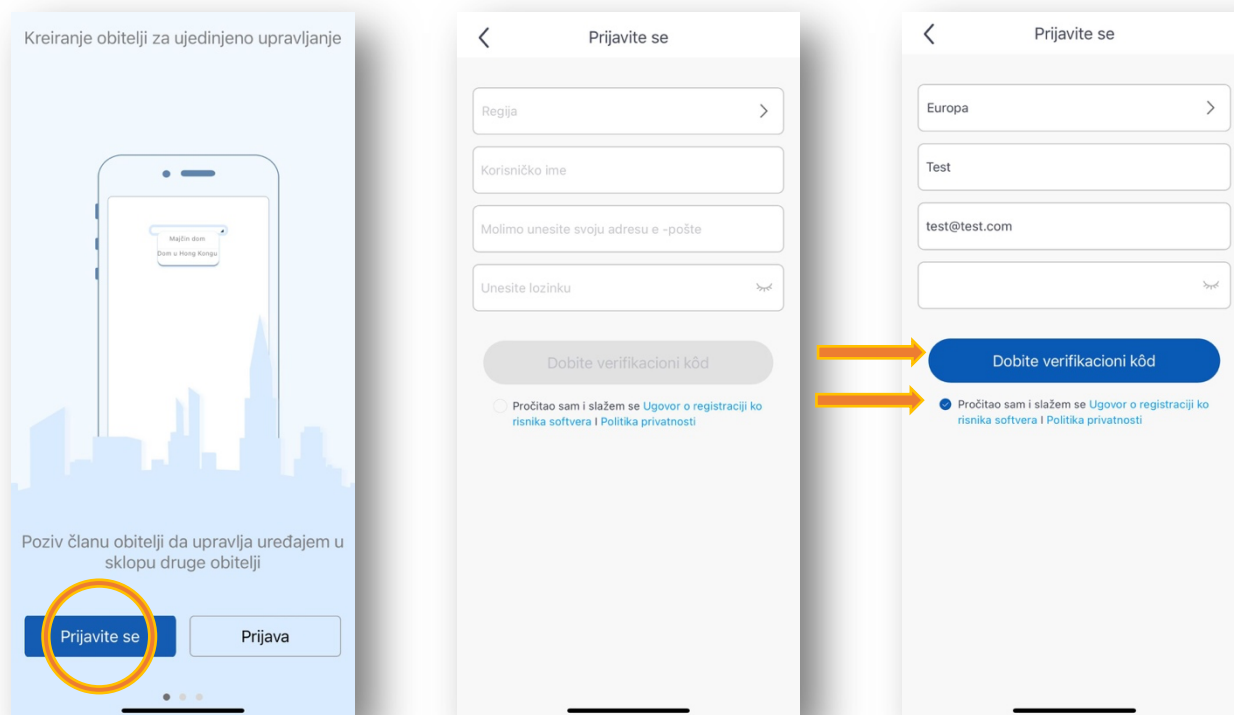 Kreiranje obitelji za ujedinjeno upravljanje
Majčin dom
Dom u Hong Kongu
Poziv članu obitelji da upravlja uređajem u
sklopu druge obitelji
Prijavite se
Prijava
Prijavite se
Regija
Korisničko ime
Molimo unesite svoju adresu e -pošte
Unesite lozinku
Dobite verifikacioni kôd
Pročitao sam i slažem se Ugovor o registraciji ko
risnika softvera I Politika privatnosti
Prijavite se
Europa
Test
test@test.com
Dobite verifikacioni kôd
Pročitao sam i slažem se Ugovor o registraciji ko
risnika softvera I Politika privatnosti